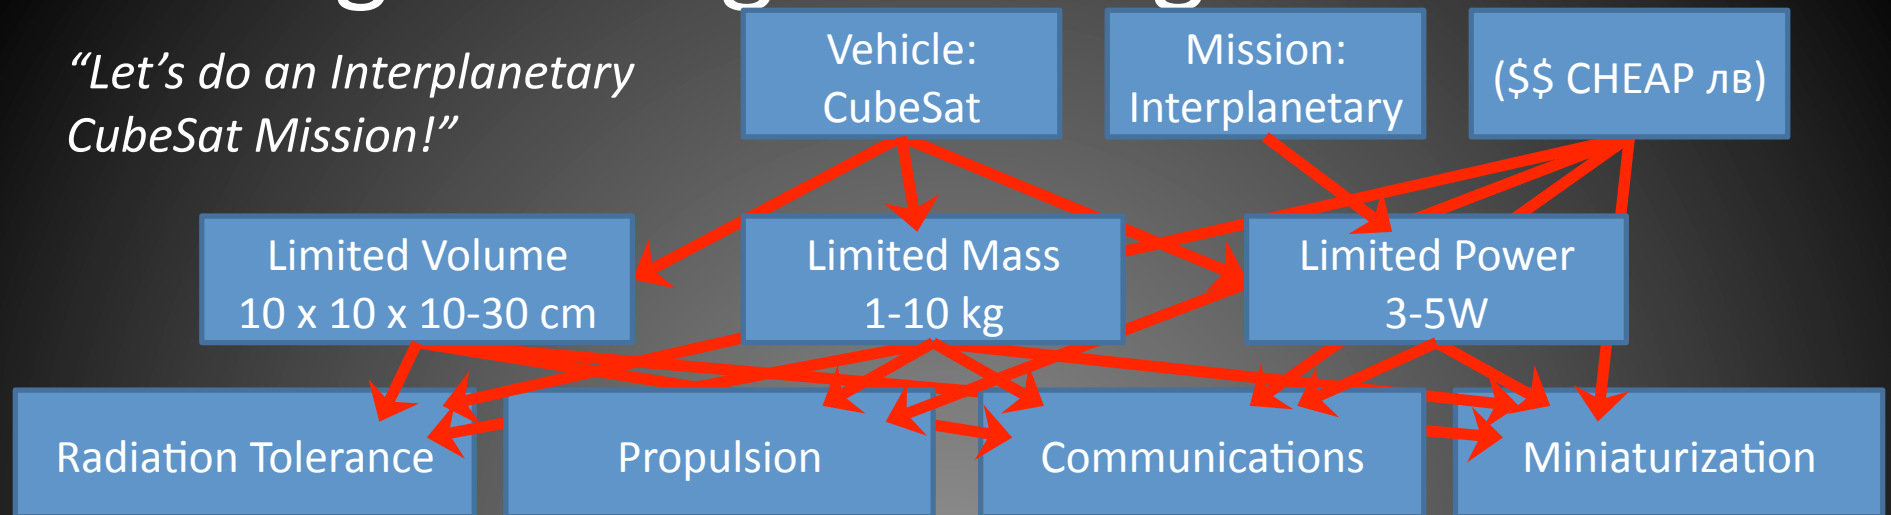 “Let’s do an Interplanetary
CubeSat Mission!”
Vehicle:
CubeSat
Mission:
Interplanetary
($$ CHEAP лв)
Limited Volume
10 x 10 x 10-30 cm
Limited Mass
1-10 kg
Limited Power
3-5W
Radiation Tolerance
Propulsion
Communications
Miniaturization